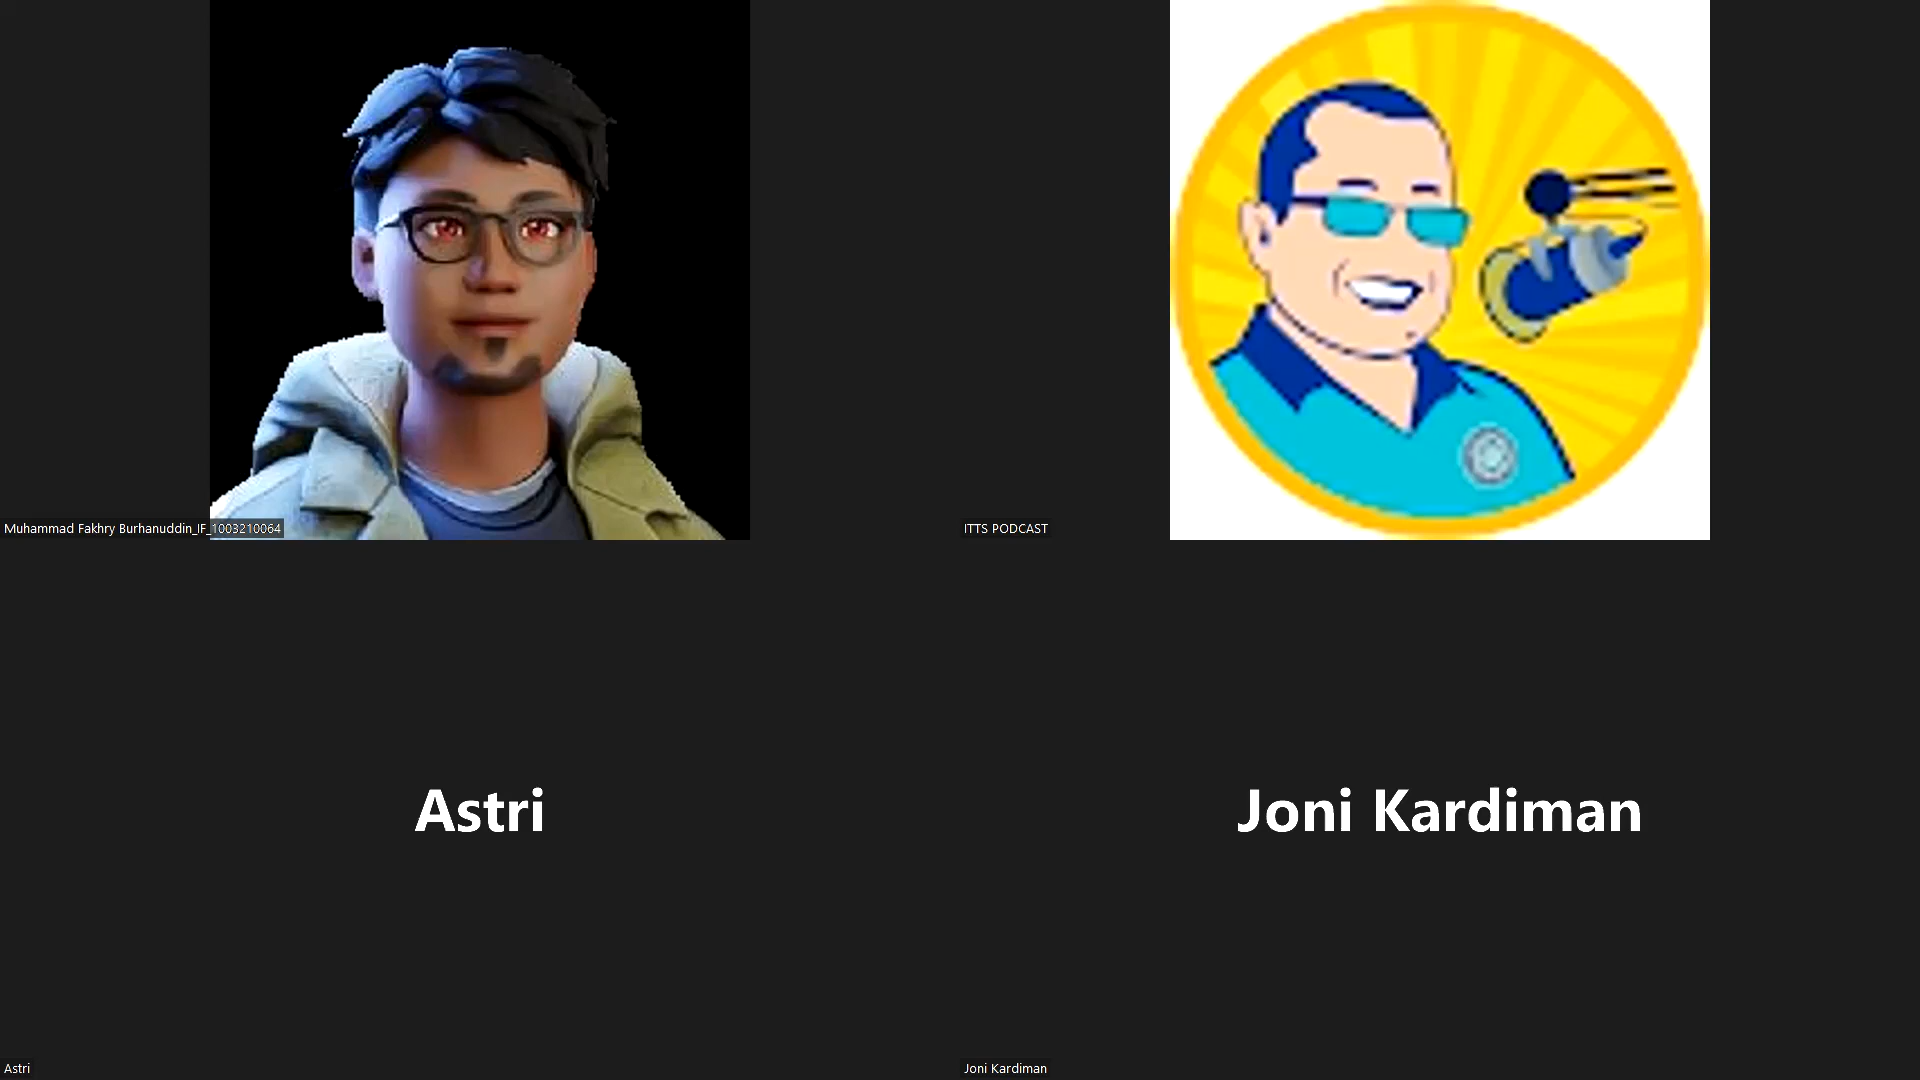 Muhammad Fakhry Burhanuddin_IF_1003210064
ITTS PODCAST
Astri
Joni Kardiman
Astri
Joni Kardiman